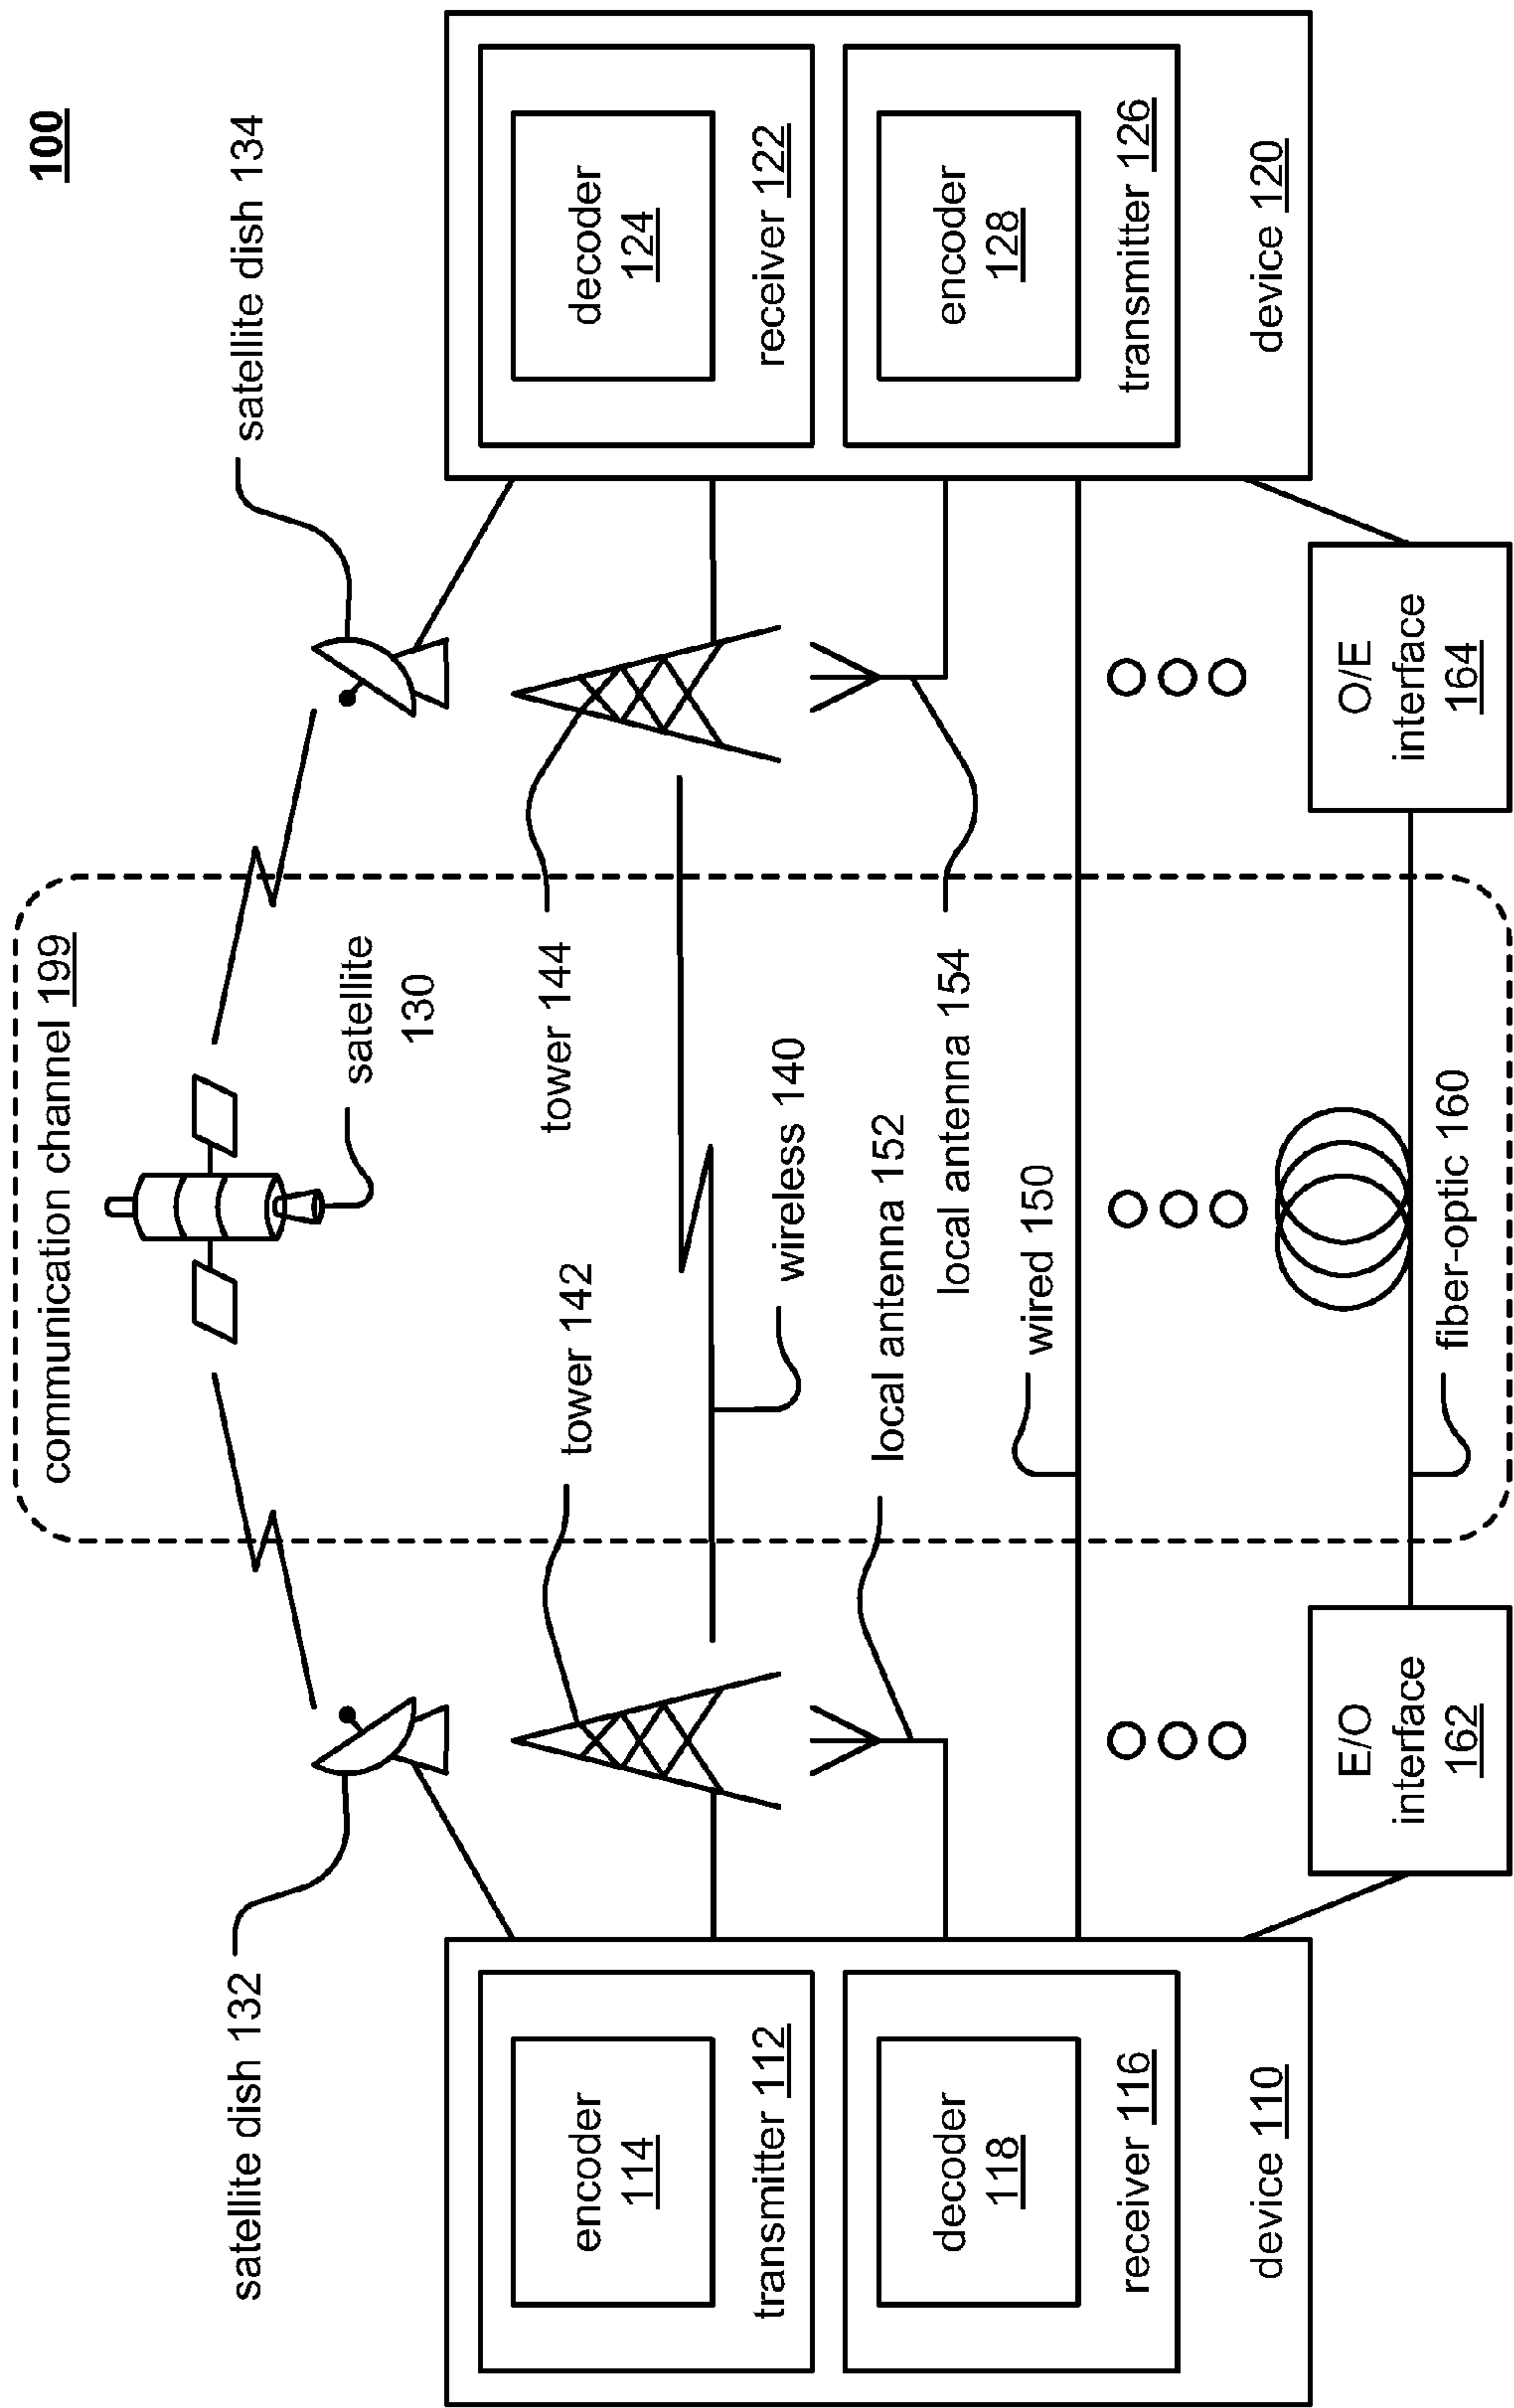 100
communication channel 199
satellite dish 132
satellite
130
satellite dish 134
encoder
114
transmitter 112
decoder
118
receiver 116
device 110
tower 142
tower 144
wireless 140
local antenna 152
local antenna 154
wired 150
decoder
124
receiver 122
encoder
128
transmitter 126
device 120
E/O
interface
162
fiber-optic 160
O/E
interface
164